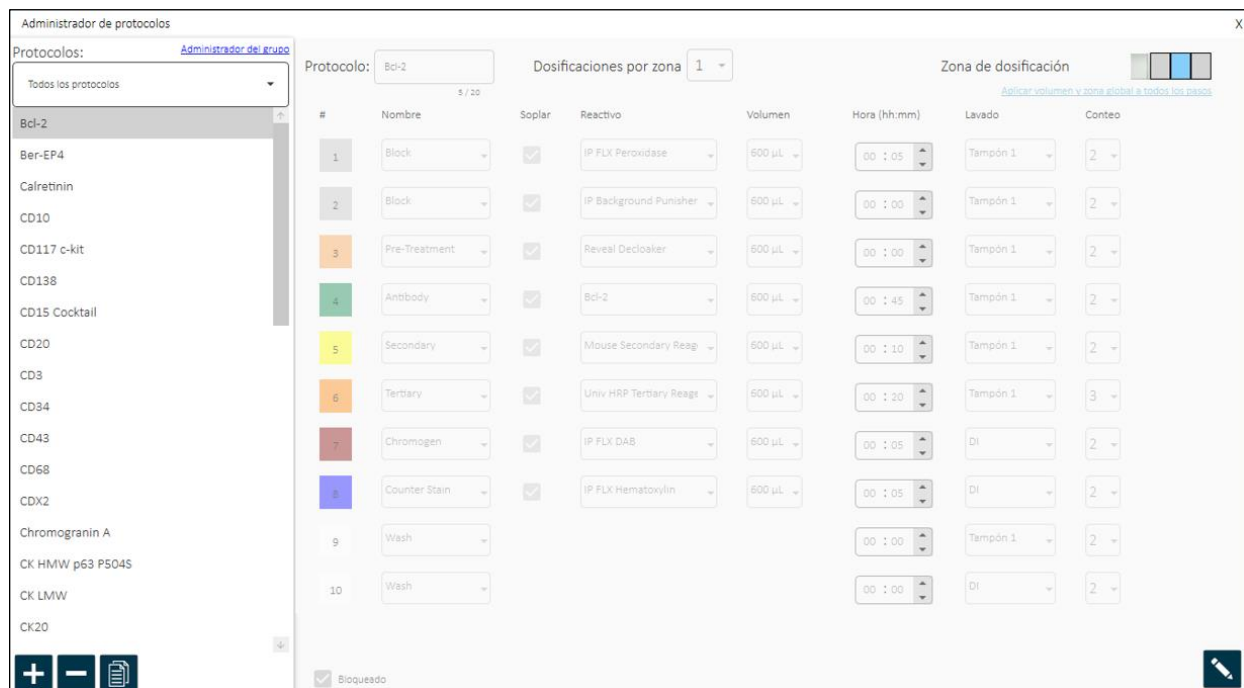 Administrador de protocolos X
Protocolos: Administrador del grupo
Todos los protocolos
Bcl-2
Ber-EP4
Calretinin
CD10
CD117 c-kit
CD138
CD15 Cocktail
CD20
CD3
CD34
CD43
CD68
CDX2
Chromogranin A
CK HMW p63 P504S
CK LMW
CK20
Protocolo: Bcl-2 Dosificaciones por zona 1 Zona de dosificación
5 / 20 Aplicar volumen y zona global a todos los pasos
# Nombre Soplar Reactivo Volumen Hora (hh:mm) Lavado Conteo
1 Block IP FLX Peroxidase 600 µL 00 : 05 Tampón 1 2
2 Block IP Background Punisher 600 µL 00 : 00 Tampón 1 2
3 Pre-Treatment Reveal Decloaker 600 µL 00 : 00 Tampón 1 2
4 Antibody Bcl-2 600 µL 00 : 45 Tampón 1 2
5 Secondary Mouse Secondary Reag 600 µL 00 : 10 Tampón 1 2
6 Tertiary Univ HRP Tertiary Reage 600 µL 00 : 20 Tampón 1 3
7 Chromogen IP FLX DAB 600 µL 00 : 05 DI 2
8 Counter Stain IP FLX Hematoxylin 600 µL 00 : 05 DI 2
9 Wash 00 : 00 Tampón 1 2
10 Wash 00 : 00 DI 2
Bloqueado